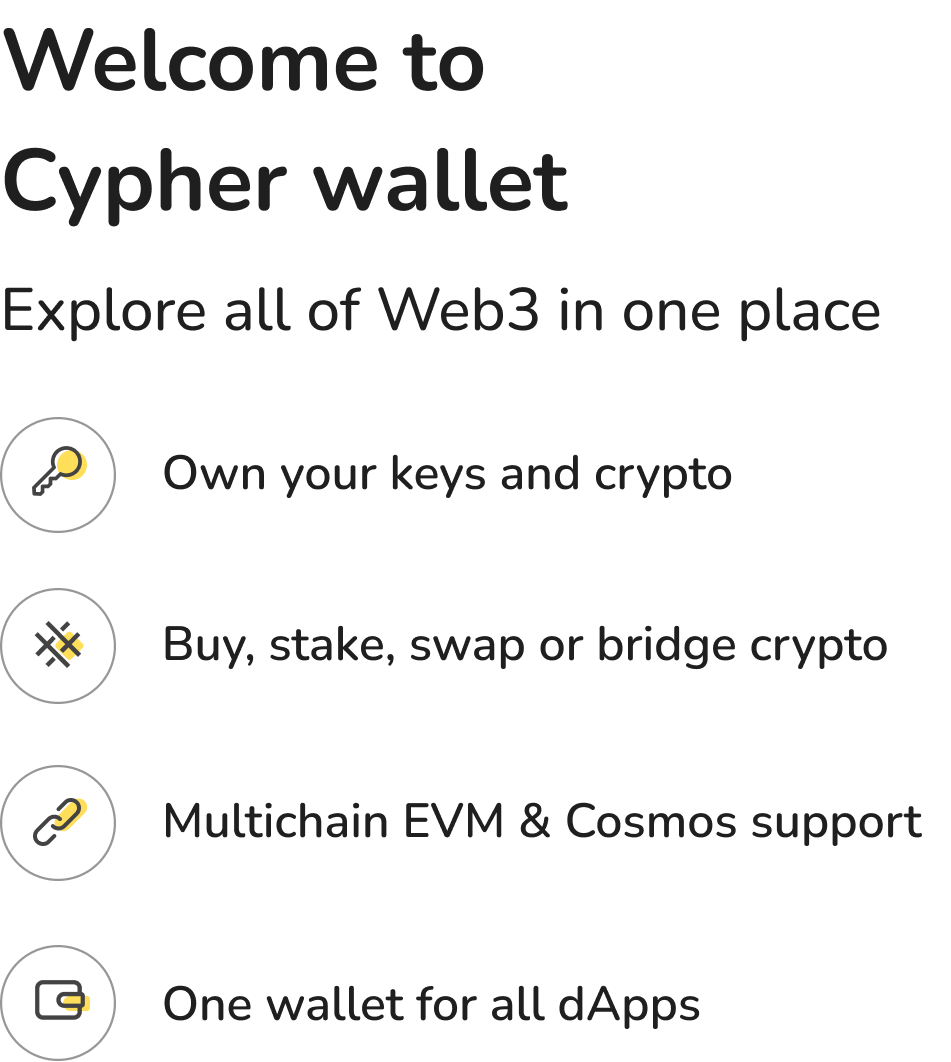 Welcome to
Cypher wallet
Explore all of Web3 in one place
Own your keys and crypto
Buy, stake, swap or bridge crypto
Multichain EVM & Cosmos support
One wallet for all dApps